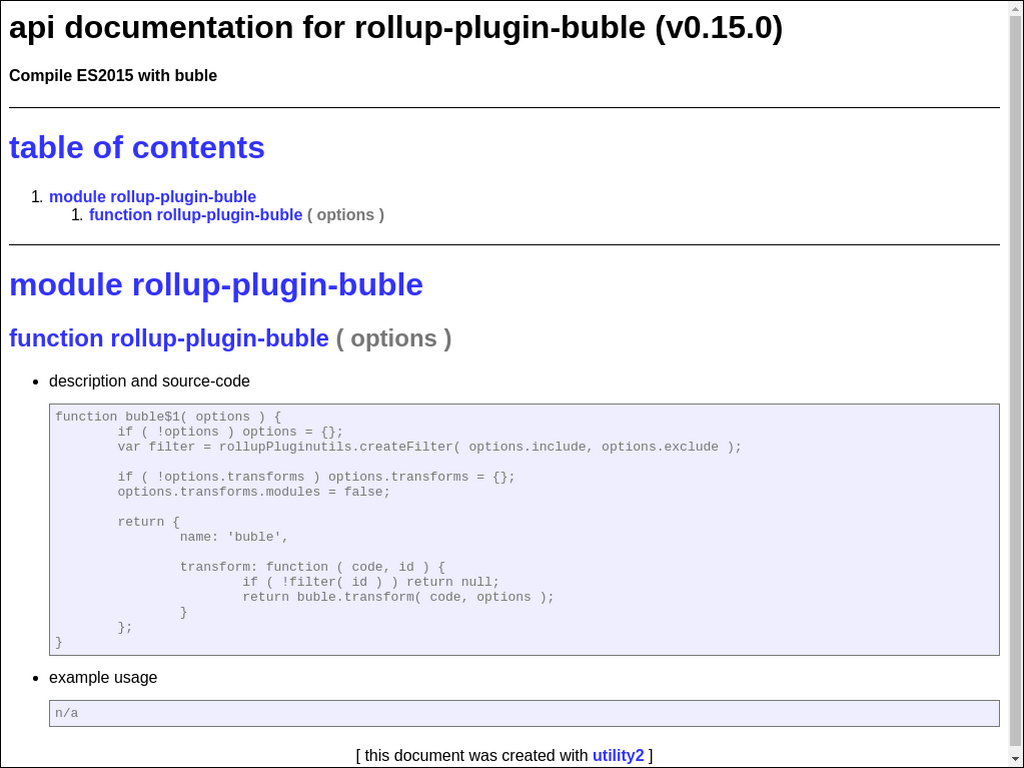 api documentation for rollup-plugin-buble (v0.15.0)
Compile ES2015 with buble
table of contents
1. module rollup-plugin-buble
1. function rollup-plugin-buble ( options )
module rollup-plugin-buble
function rollup-plugin-buble ( options )
• description and source-code
function buble$1( options ) {
        if ( !options ) options = {};
        var filter = rollupPluginutils.createFilter( options.include, options.exclude );

        if ( !options.transforms ) options.transforms = {};
        options.transforms.modules = false;

        return {
                name: 'buble',

                transform: function ( code, id ) {
                        if ( !filter( id ) ) return null;
                        return buble.transform( code, options );
                }
        };
}
• example usage
n/a
[ this document was created with utility2 ]